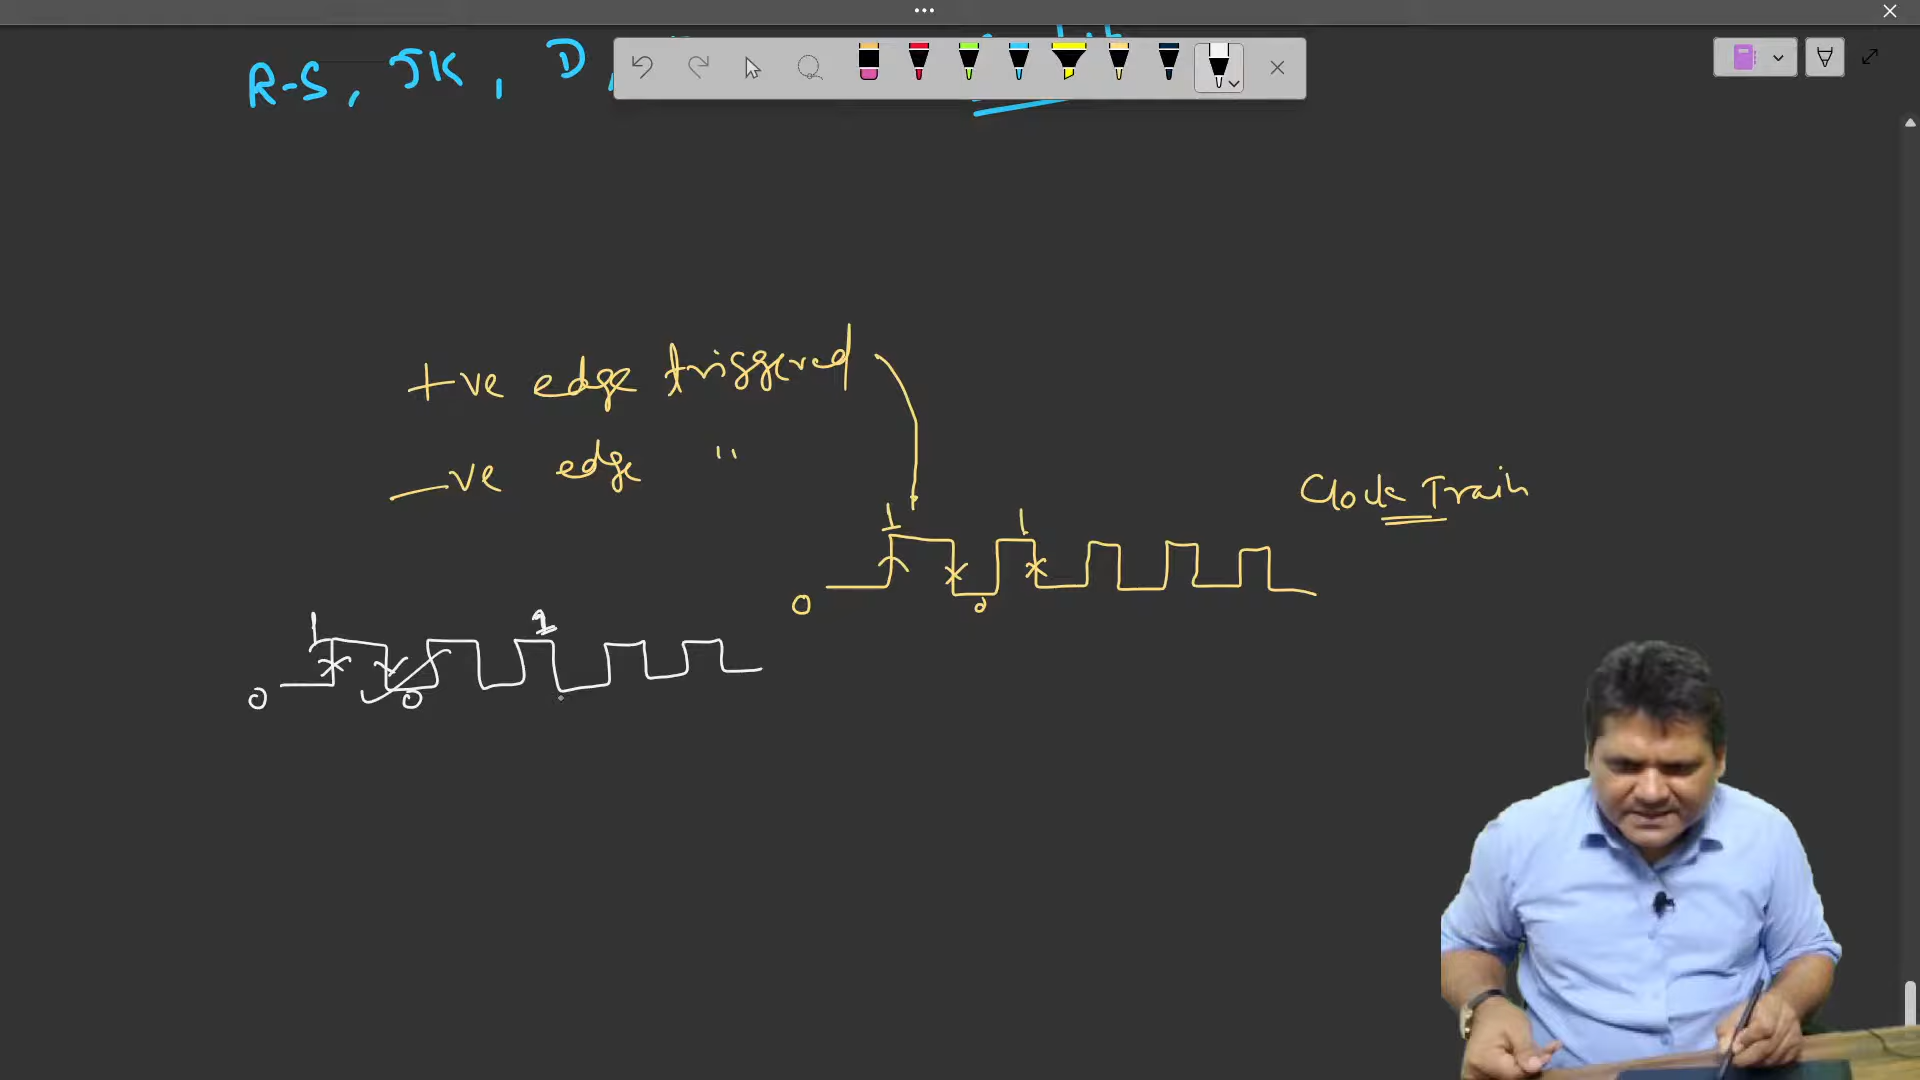 R-S, JK, D,
+ve edge triggered
-ve edge "
Clock Train
1 1
0 0
1 1
0 0